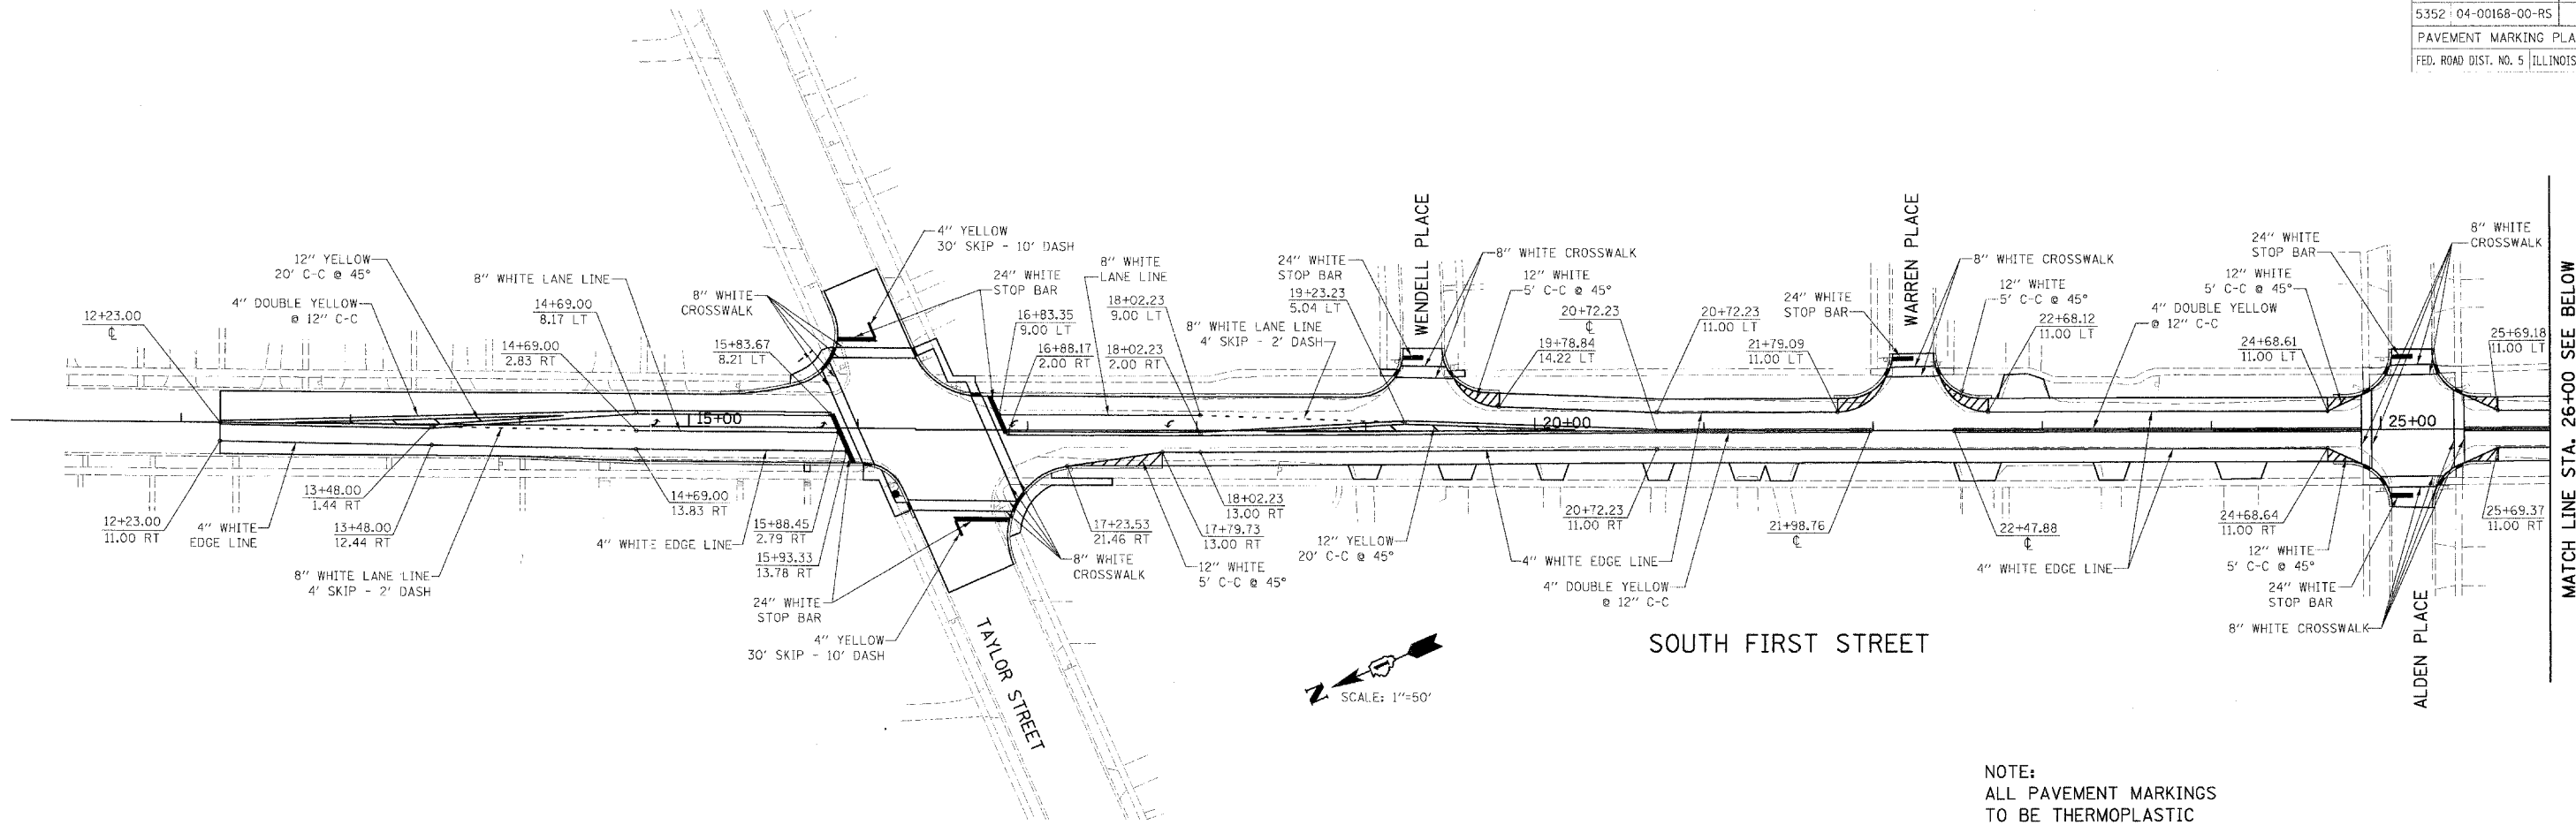 5352 04-00168-00-RS
PAVEMENT MARKING PLA
FED. ROAD DIST. NO. 5 ILLINOIS
12+23.00
℄
12" YELLOW
20' C-C @ 45°
4" DOUBLE YELLOW
@ 12" C-C
8" WHITE LANE LINE
14+69.00
8.17 LT
14+69.00
2.83 RT
8" WHITE
CROSSWALK
15+83.67
8.21 LT
4" YELLOW
30' SKIP - 10' DASH
24" WHITE
STOP BAR
16+83.35
9.00 LT
16+88.17
2.00 RT
8" WHITE
LANE LINE
18+02.23
9.00 LT
18+02.23
2.00 RT
24" WHITE
STOP BAR
19+23.23
5.04 LT
8" WHITE LANE LINE
4' SKIP - 2' DASH
WENDELL PLACE
8" WHITE CROSSWALK
12" WHITE
5' C-C @ 45°
20+72.23
℄
19+78.84
14.22 LT
20+72.23
11.00 LT
24" WHITE
STOP BAR
21+79.09
11.00 LT
WARREN PLACE
8" WHITE CROSSWALK
12" WHITE
5' C-C @ 45°
22+68.12
11.00 LT
4" DOUBLE YELLOW
@ 12" C-C
24" WHITE
STOP BAR
12" WHITE
5' C-C @ 45°
24+68.61
11.00 LT
8" WHITE
CROSSWALK
25+69.18
11.00 LT
MATCH LINE STA. 26+00 SEE BELOW
15+00
20+00
25+00
12+23.00
11.00 RT
4" WHITE
EDGE LINE
13+48.00
1.44 RT
13+48.00
12.44 RT
8" WHITE LANE LINE
4' SKIP - 2' DASH
14+69.00
13.83 RT
4" WHITE EDGE LINE
15+88.45
2.79 RT
15+93.33
13.78 RT
24" WHITE
STOP BAR
4" YELLOW
30' SKIP - 10' DASH
TAYLOR STREET
8" WHITE
CROSSWALK
17+23.53
21.46 RT
17+79.73
13.00 RT
12" WHITE
5' C-C @ 45°
18+02.23
13.00 RT
12" YELLOW
20' C-C @ 45°
20+72.23
11.00 RT
4" WHITE EDGE LINE
4" DOUBLE YELLOW
@ 12" C-C
21+98.76
℄
22+47.88
℄
4" WHITE EDGE LINE
24+68.64
11.00 RT
12" WHITE
5' C-C @ 45°
24" WHITE
STOP BAR
8" WHITE CROSSWALK
25+69.37
11.00 RT
ALDEN PLACE
SOUTH FIRST STREET
N
SCALE: 1"=50'
NOTE:
ALL PAVEMENT MARKINGS
TO BE THERMOPLASTIC